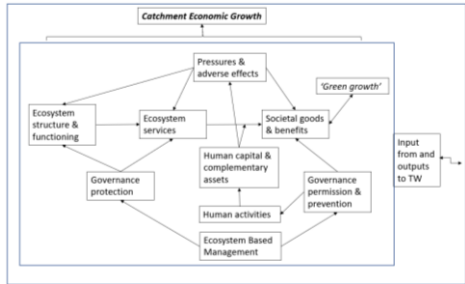 Catchment Economic Growth
Pressures &
adverse effects
'Green growth'
Ecosystem
structure &
functioning
Ecosystem
services
Societal goods
& benefits
Input
from and
outputs
to TW
Human capital &
complementary
assets
Governance
protection
Governance
permission &
prevention
Human activities
Ecosystem Based
Management